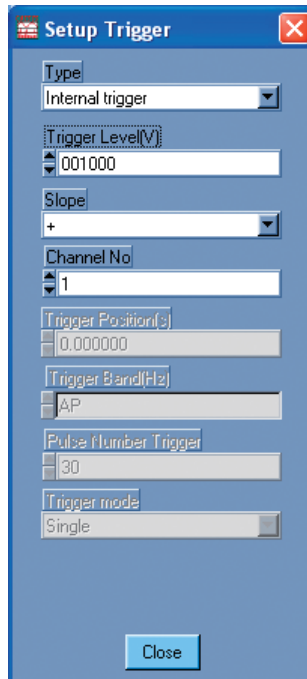 Setup Trigger
Type
Internal trigger
Trigger Level(V)
001000
Slope
+
Channel No
1
Trigger Position(s)
0.000000
Trigger Band(Hz)
AP
Pulse Number Trigger
30
Trigger mode
Single
Close